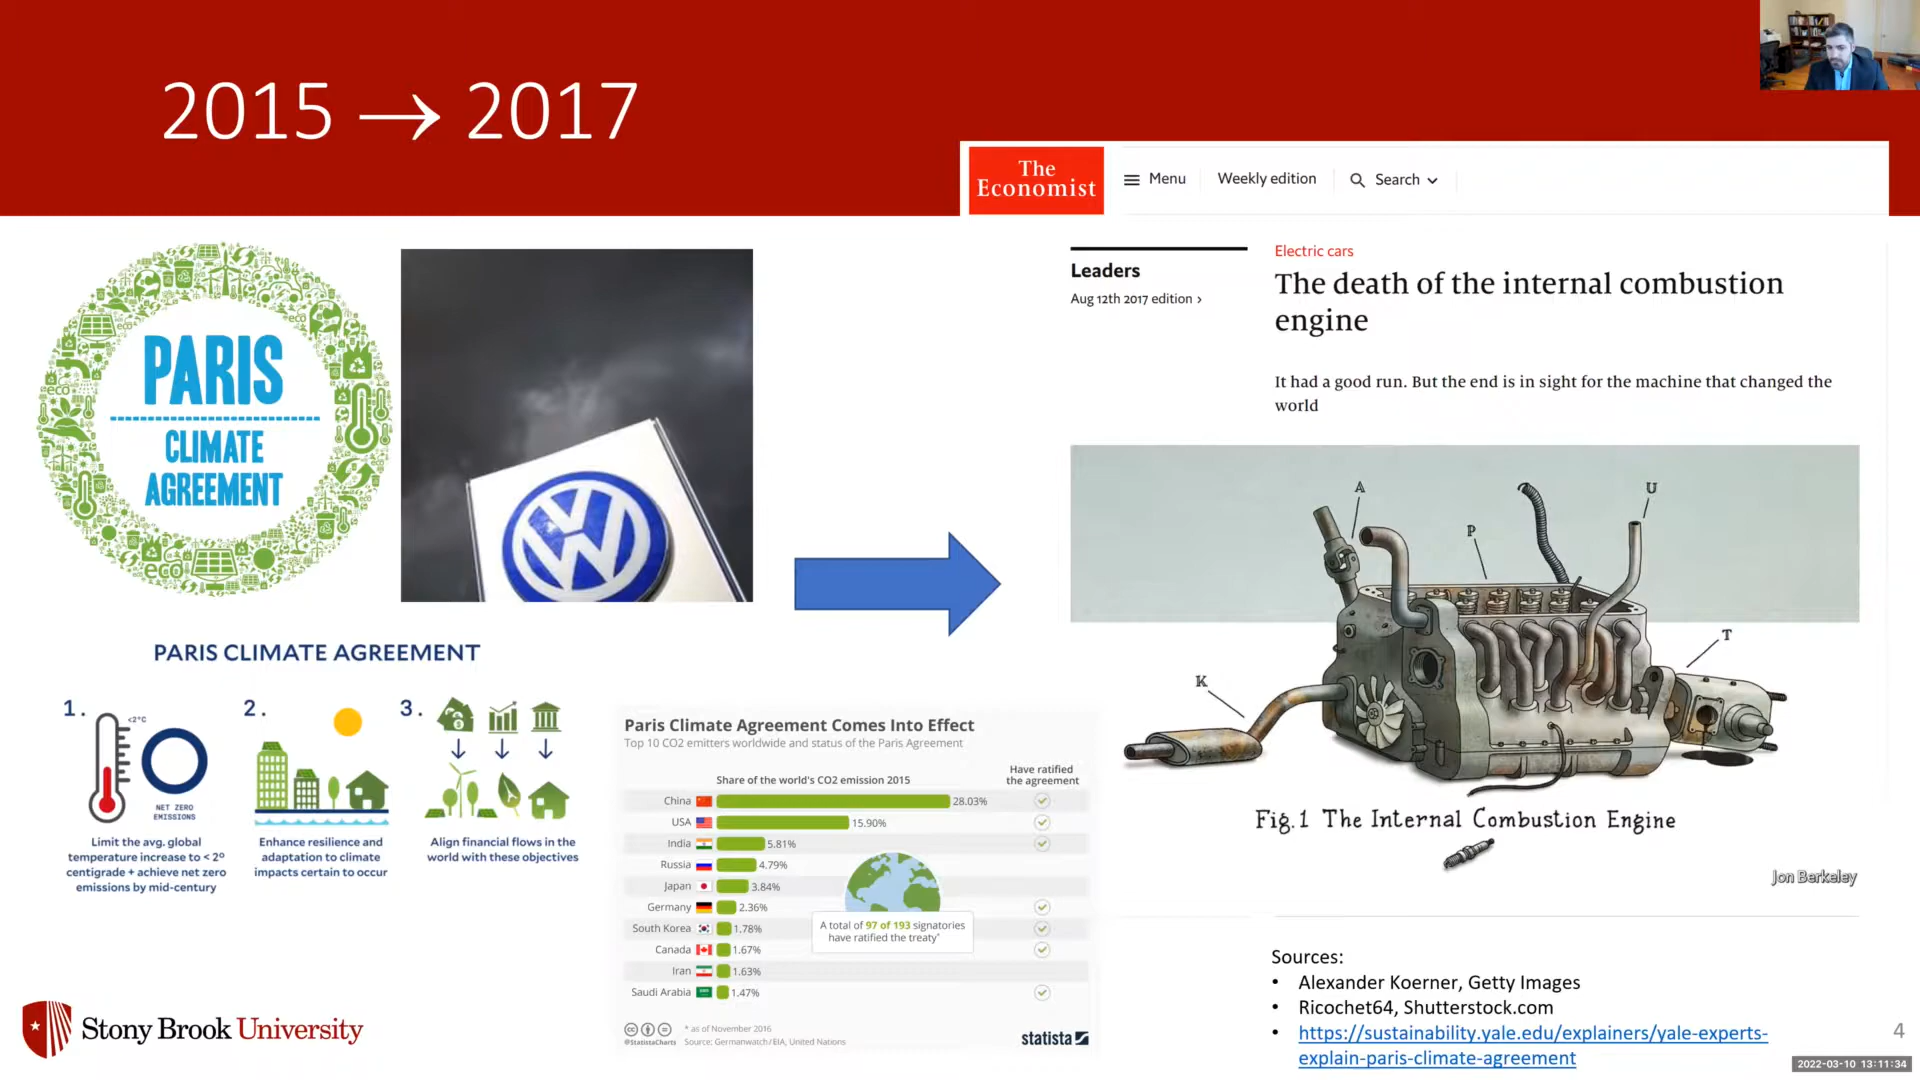 2015 → 2017
The
Economist
Menu
Weekly edition
Search
Leaders
Aug 12th 2017 edition ›
Electric cars
The death of the internal combustion
engine
It had a good run. But the end is in sight for the machine that changed the
world
A
P
U
K
T
Fig.1 The Internal Combustion Engine
Jon Berkeley
PARIS
CLIMATE
AGREEMENT
eco
eco
eco
PARIS CLIMATE AGREEMENT
1.
<2°C
NET ZERO
EMISSIONS
Limit the avg. global
temperature increase to < 2º
centigrade + achieve net zero
emissions by mid-century
2.
Enhance resilience and
adaptation to climate
impacts certain to occur
3.
Align financial flows in the
world with these objectives
Paris Climate Agreement Comes Into Effect
Top 10 CO2 emitters worldwide and status of the Paris Agreement
Share of the world's CO2 emission 2015
Have ratified
the agreement
China 28.03%
USA 15.90%
India 5.81%
Russia 4.79%
Japan 3.84%
Germany 2.36%
South Korea 1.78%
Canada 1.67%
Iran 1.63%
Saudi Arabia 1.47%
A total of 97 of 193 signatories
have ratified the treaty*
* as of November 2016
@StatistaCharts Source: Germanwatch/EIA, United Nations
statista
Sources:
• Alexander Koerner, Getty Images
• Ricochet64, Shutterstock.com
• https://sustainability.yale.edu/explainers/yale-experts-
explain-paris-climate-agreement
Stony Brook University
4
2022-03-10 13:11:34